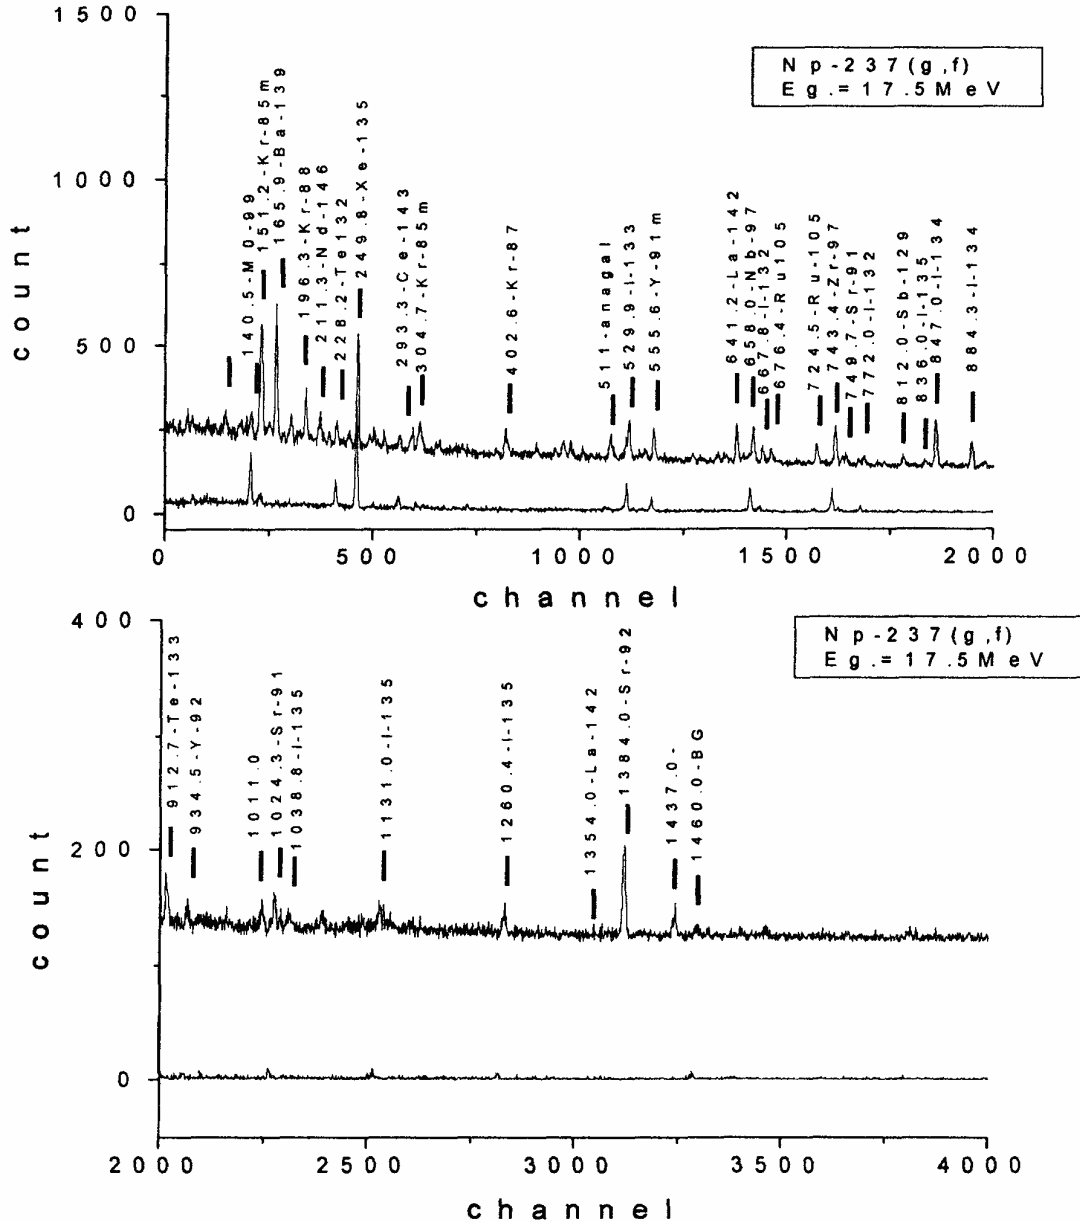 1500
1000
500
0
count
Np-237(g,f)
Eg.=17.5MeV
140.5-M0-99
151.2-Kr-85m
165.9-Ba-139
196.3-Kr-88
211.3-Nd-146
228.2-Te132
249.8-Xe-135
293.3-Ce-143
304.7-Kr-85m
402.6-Kr-87
511-anagal
529.9-I-133
555.6-Y-91m
641.2-La-142
658.0-Nb-97
667.8-I-132
676.4-Ru105
724.5-Ru-105
743.4-Zr-97
749.7-Sr-91
772.0-I-132
812.0-Sb-129
836.0-I-135
847.0-I-134
884.3-I-134
0 500 1000 1500 2000
channel
400
200
0
count
Np-237(g,f)
Eg.=17.5MeV
912.7-Te-133
934.5-Y-92
1011.0
1024.3-Sr-91
1038.8-I-135
1131.0-I-135
1260.4-I-135
1354.0-La-142
1384.0-Sr-92
1437.0-
1460.0-BG
2000 2500 3000 3500 4000
channel